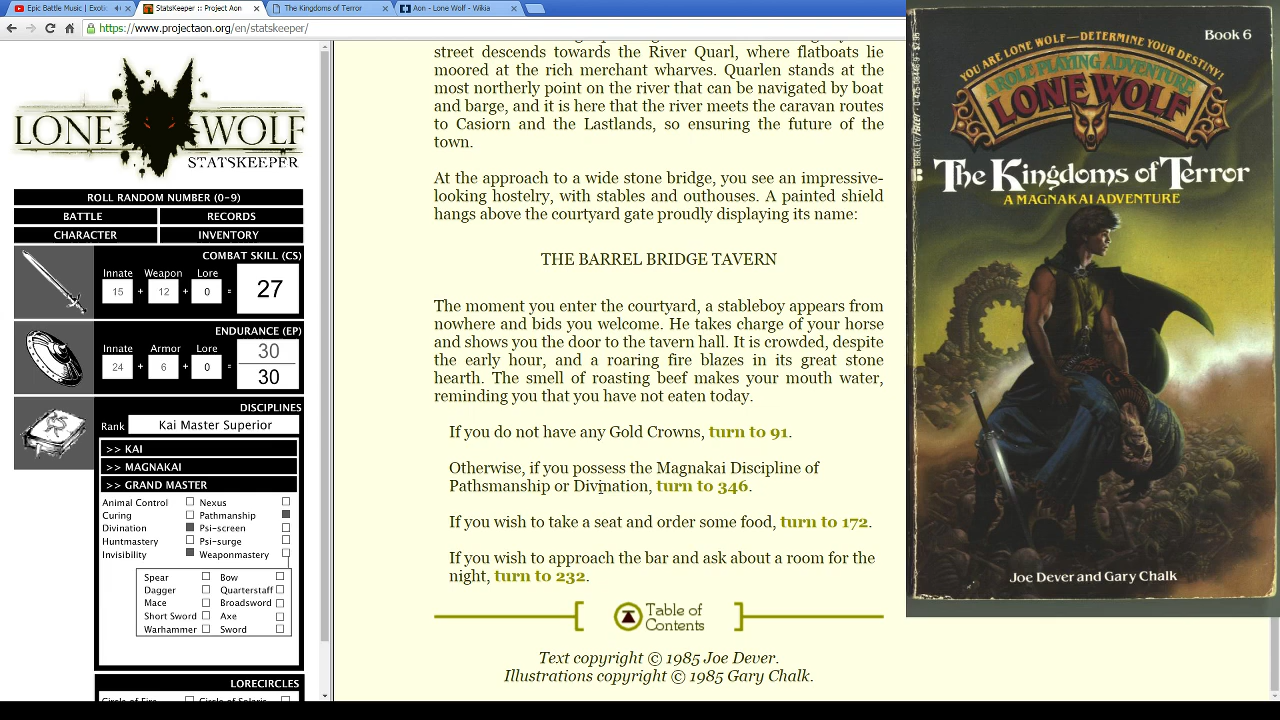 Epic Battle Music | Exoti
StatsKeeper :: Project Aon
The Kingdoms of Terror
Aon - Lone Wolf - Wikia
https://www.projectaon.org/en/statskeeper/
LONE WOLF
STATSKEEPER
ROLL RANDOM NUMBER (0-9)
BATTLE RECORDS
CHARACTER INVENTORY
COMBAT SKILL (CS)
Innate Weapon Lore
15 + 12 + 0 = 27
ENDURANCE (EP)
Innate Armor Lore
30
24 + 6 + 0 =
30
DISCIPLINES
Rank Kai Master Superior
>> KAI
>> MAGNAKAI
>> GRAND MASTER
Animal Control Nexus
Curing Pathmanship
Divination Psi-screen
Huntmastery Psi-surge
Invisibility Weaponmastery
Spear Bow
Dagger Quarterstaff
Mace Broadsword
Short Sword Axe
Warhammer Sword
LORECIRCLES
Circle of Fire Circle of Solaris
street descends towards the River Quarl, where flatboats lie
moored at the rich merchant wharves. Quarlen stands at the
most northerly point on the river that can be navigated by boat
and barge, and it is here that the river meets the caravan routes
to Casiorn and the Lastlands, so ensuring the future of the
town.
At the approach to a wide stone bridge, you see an impressive-
looking hostelry, with stables and outhouses. A painted shield
hangs above the courtyard gate proudly displaying its name:
THE BARREL BRIDGE TAVERN
The moment you enter the courtyard, a stableboy appears from
nowhere and bids you welcome. He takes charge of your horse
and shows you the door to the tavern hall. It is crowded, despite
the early hour, and a roaring fire blazes in its great stone
hearth. The smell of roasting beef makes your mouth water,
reminding you that you have not eaten today.
If you do not have any Gold Crowns, turn to 91.
Otherwise, if you possess the Magnakai Discipline of
Pathsmanship or Divination, turn to 346.
If you wish to take a seat and order some food, turn to 172.
If you wish to approach the bar and ask about a room for the
night, turn to 232.
Table of
Contents
Text copyright © 1985 Joe Dever.
Illustrations copyright © 1985 Gary Chalk.
Book 6
YOU ARE LONE WOLF—DETERMINE YOUR DESTINY!
A ROLE PLAYING ADVENTURE
LONE WOLF
The Kingdoms of Terror
A MAGNAKAI ADVENTURE
Joe Dever and Gary Chalk